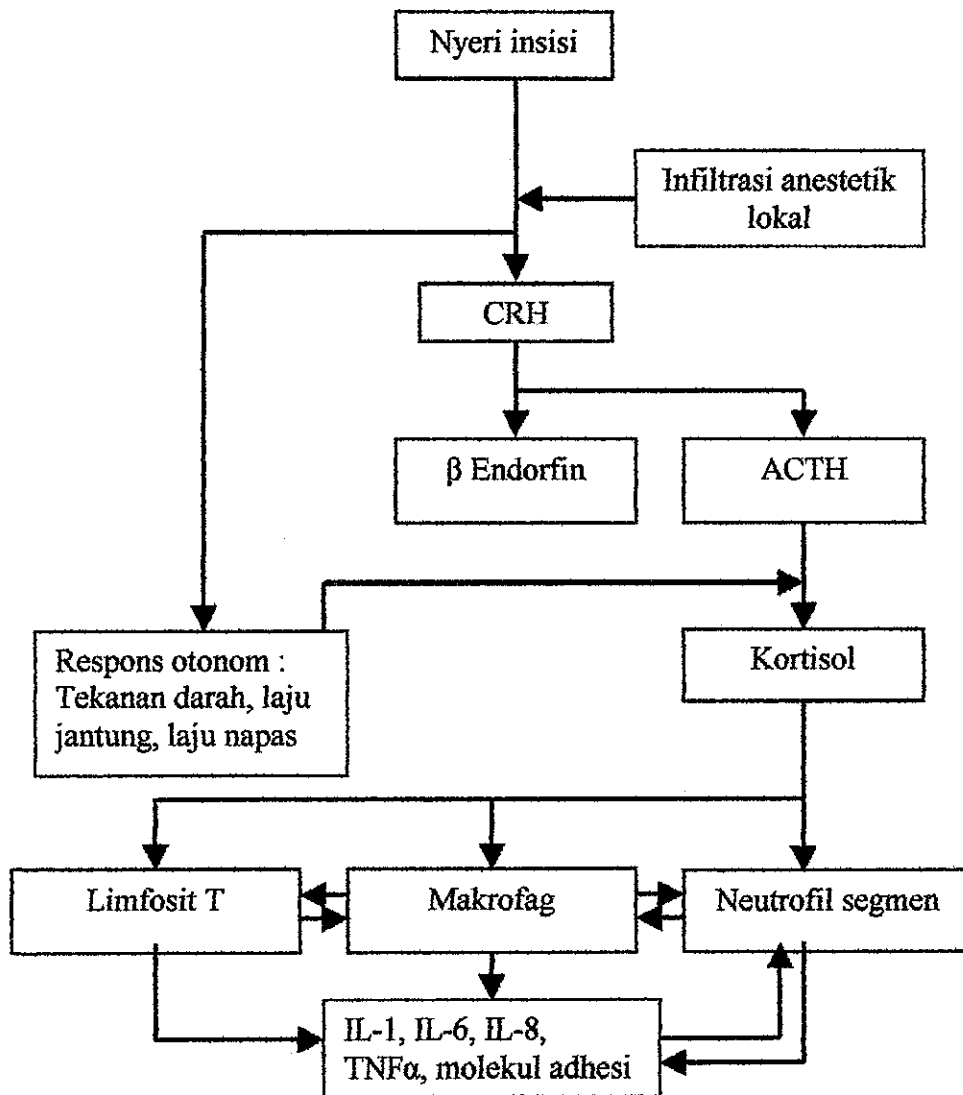 Nyeri insisi
Infiltrasi anestetik
lokal
CRH
β Endorfin
ACTH
Respons otonom :
Tekanan darah, laju
jantung, laju napas
Kortisol
Limfosit T
Makrofag
Neutrofil segmen
IL-1, IL-6, IL-8,
TNFα, molekul adhesi